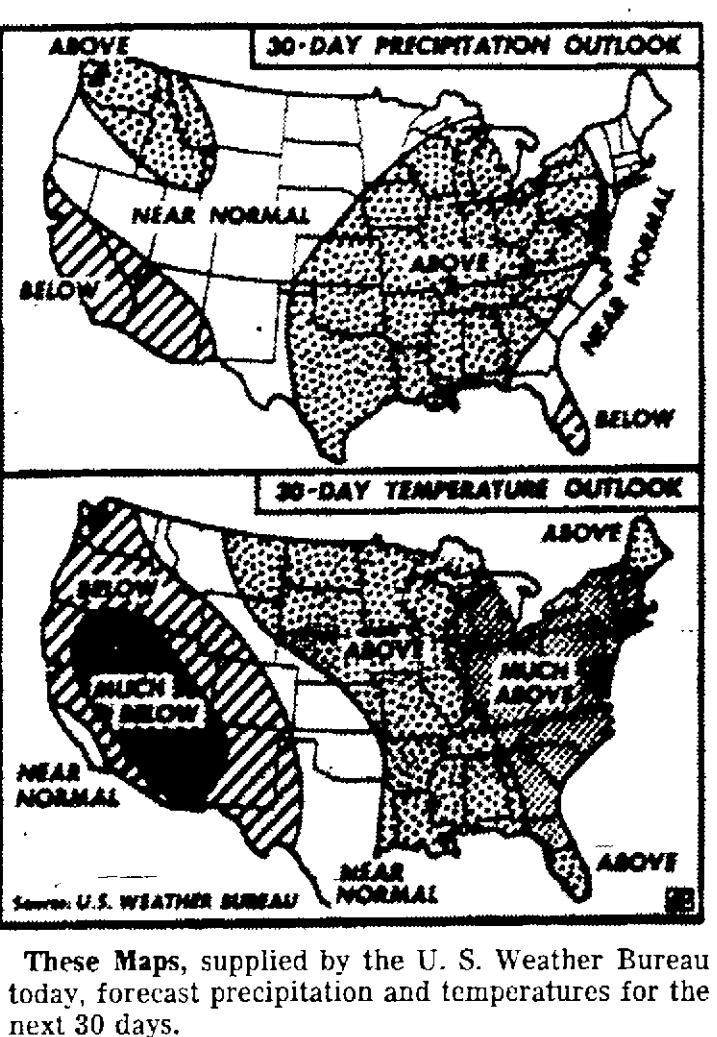 30-DAY PRECIPITATION OUTLOOK
ABOVE
NEAR NORMAL
BELOW
ABOVE
NEAR NORMAL
BELOW
30-DAY TEMPERATURE OUTLOOK
ABOVE
BELOW
ABOVE
MUCH
ABOVE
MUCH
BELOW
NEAR
NORMAL
ABOVE
NEAR
NORMAL
Source: U.S. WEATHER BUREAU
These Maps, supplied by the U. S. Weather Bureau
today, forecast precipitation and temperatures for the
next 30 days.